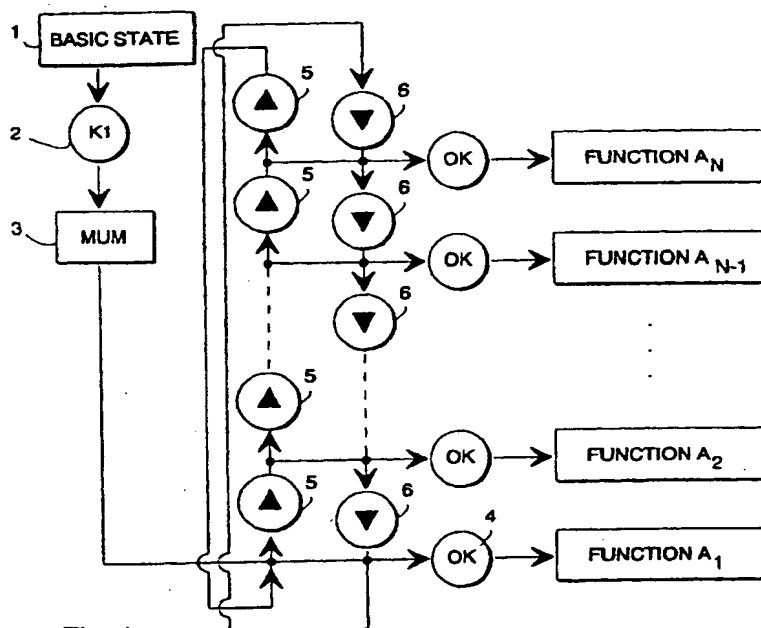 1
BASIC STATE
2
K1
3
MUM
5
6
OK
FUNCTION A_N
5
6
OK
FUNCTION A_N-1
6
5
OK
FUNCTION A_2
5
6
4
OK
FUNCTION A_1